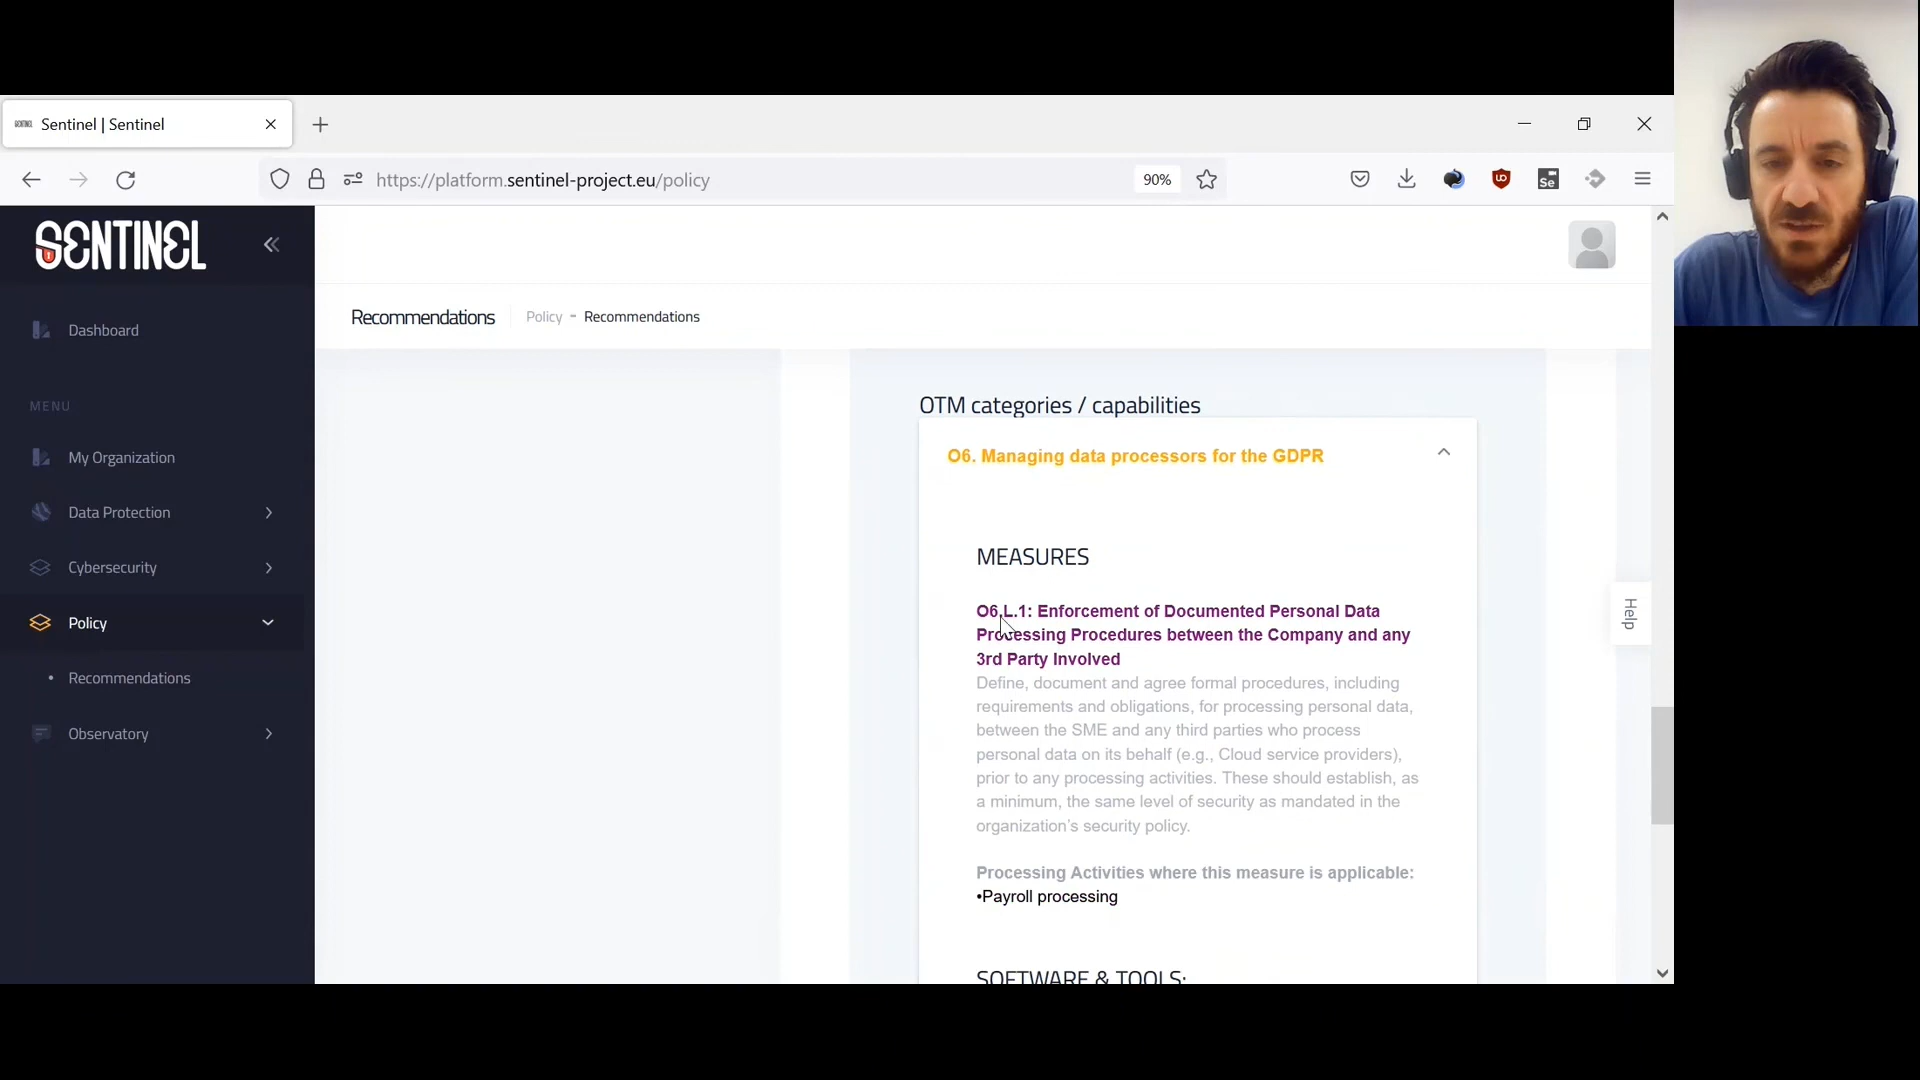 Sentinel | Sentinel
https://platform.sentinel-project.eu/policy
90%
Se
SENTINEL
Dashboard
MENU
My Organization
Data Protection
Cybersecurity
Policy
• Recommendations
Observatory
Recommendations
Policy - Recommendations
OTM categories / capabilities
O6. Managing data processors for the GDPR
MEASURES
O6.L.1: Enforcement of Documented Personal Data
Processing Procedures between the Company and any
3rd Party Involved
Define, document and agree formal procedures, including
requirements and obligations, for processing personal data,
between the SME and any third parties who process
personal data on its behalf (e.g., Cloud service providers),
prior to any processing activities. These should establish, as
a minimum, the same level of security as mandated in the
organization's security policy.
Processing Activities where this measure is applicable:
•Payroll processing
SOFTWARE & TOOLS:
Help